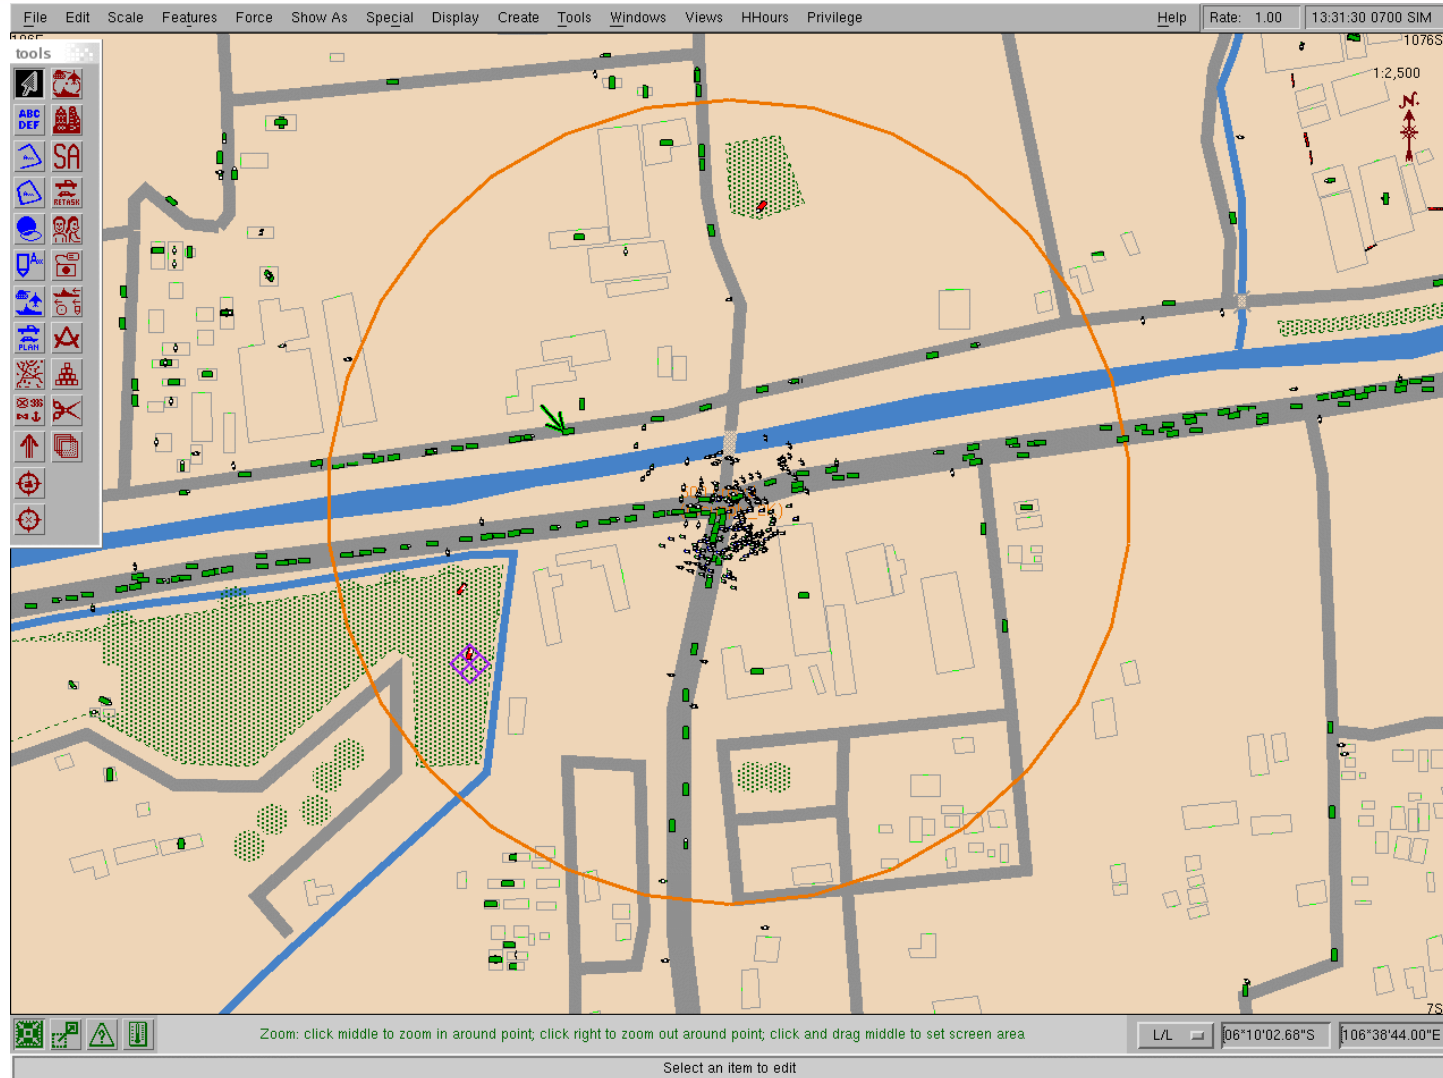 File Edit Scale Features Force Show As Special Display Create Tools Windows Views HHours Privilege Help Rate: 1.00 13:31:30 0700 SIM
tools
1076S
1:2,500
N
ABC
DEF
SA
RETASK
PLAN
7S
Zoom: click middle to zoom in around point; click right to zoom out around point; click and drag middle to set screen area
L/L
06°10'02.68"S
106°38'44.00"E
Select an item to edit